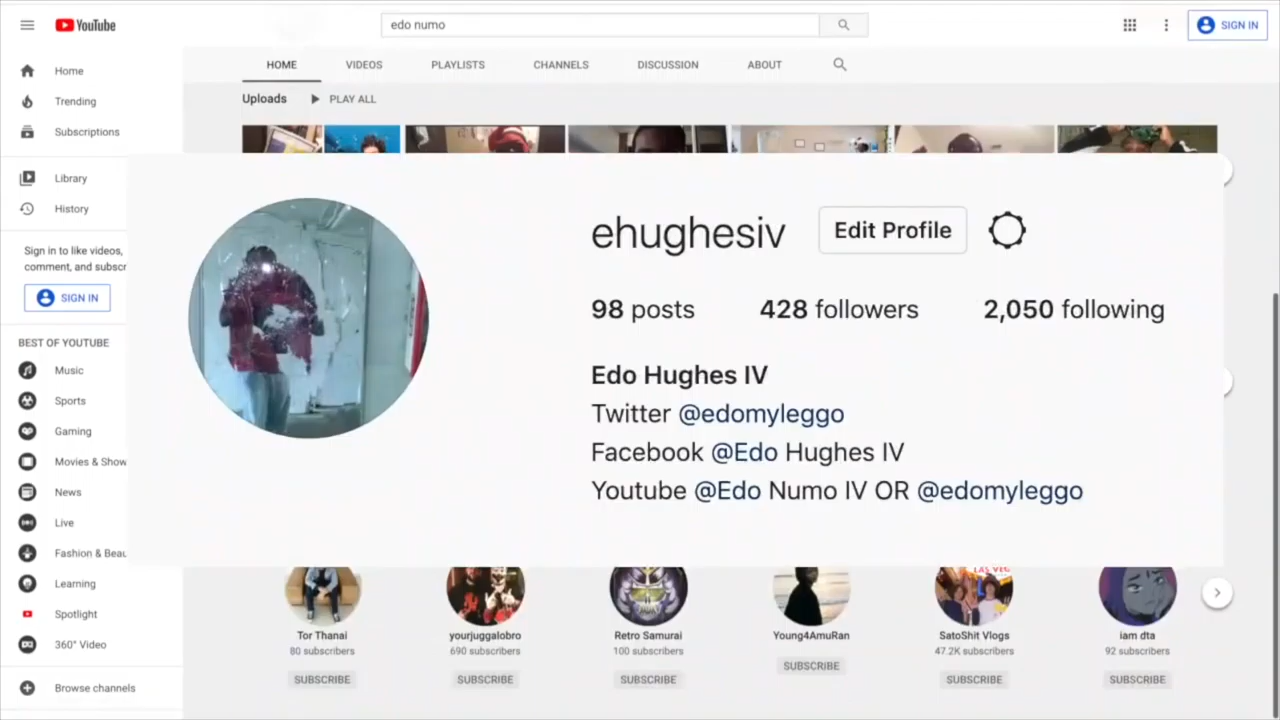 YouTube
edo numo
SIGN IN
HOME VIDEOS PLAYLISTS CHANNELS DISCUSSION ABOUT
Uploads PLAY ALL
Home
Trending
Subscriptions
Library
History
Sign in to like videos,
comment, and subscr
SIGN IN
BEST OF YOUTUBE
Music
Sports
Gaming
Movies & Show
News
Live
Fashion & Beau
Learning
Spotlight
360° Video
Browse channels
ehughesiv Edit Profile
98 posts 428 followers 2,050 following
Edo Hughes IV
Twitter @edomyleggo
Facebook @Edo Hughes IV
Youtube @Edo Numo IV OR @edomyleggo
LAS VEG
Tor Thanai yourjuggalobro Retro Samurai Young4AmuRan SatoShit Vlogs iam dta
80 subscribers 690 subscribers 100 subscribers 47.2K subscribers 92 subscribers
SUBSCRIBE SUBSCRIBE SUBSCRIBE SUBSCRIBE SUBSCRIBE SUBSCRIBE